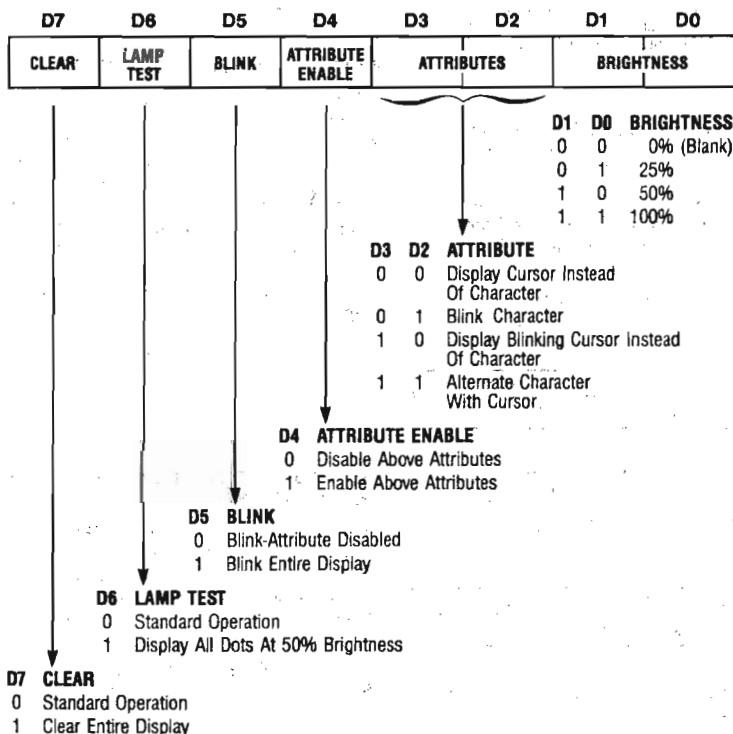 D7 D6 D5 D4 D3 D2 D1 D0
CLEAR LAMP TEST BLINK ATTRIBUTE ENABLE ATTRIBUTES BRIGHTNESS
D1 D0 BRIGHTNESS
0 0 0% (Blank)
0 1 25%
1 0 50%
1 1 100%
D3 D2 ATTRIBUTE
0 0 Display Cursor Instead
Of Character
0 1 Blink Character
1 0 Display Blinking Cursor Instead
Of Character
1 1 Alternate Character
With Cursor
D4 ATTRIBUTE ENABLE
0 Disable Above Attributes
1 Enable Above Attributes
D5 BLINK
0 Blink-Attribute Disabled
1 Blink Entire Display
D6 LAMP TEST
0 Standard Operation
1 Display All Dots At 50% Brightness
D7 CLEAR
0 Standard Operation
1 Clear Entire Display